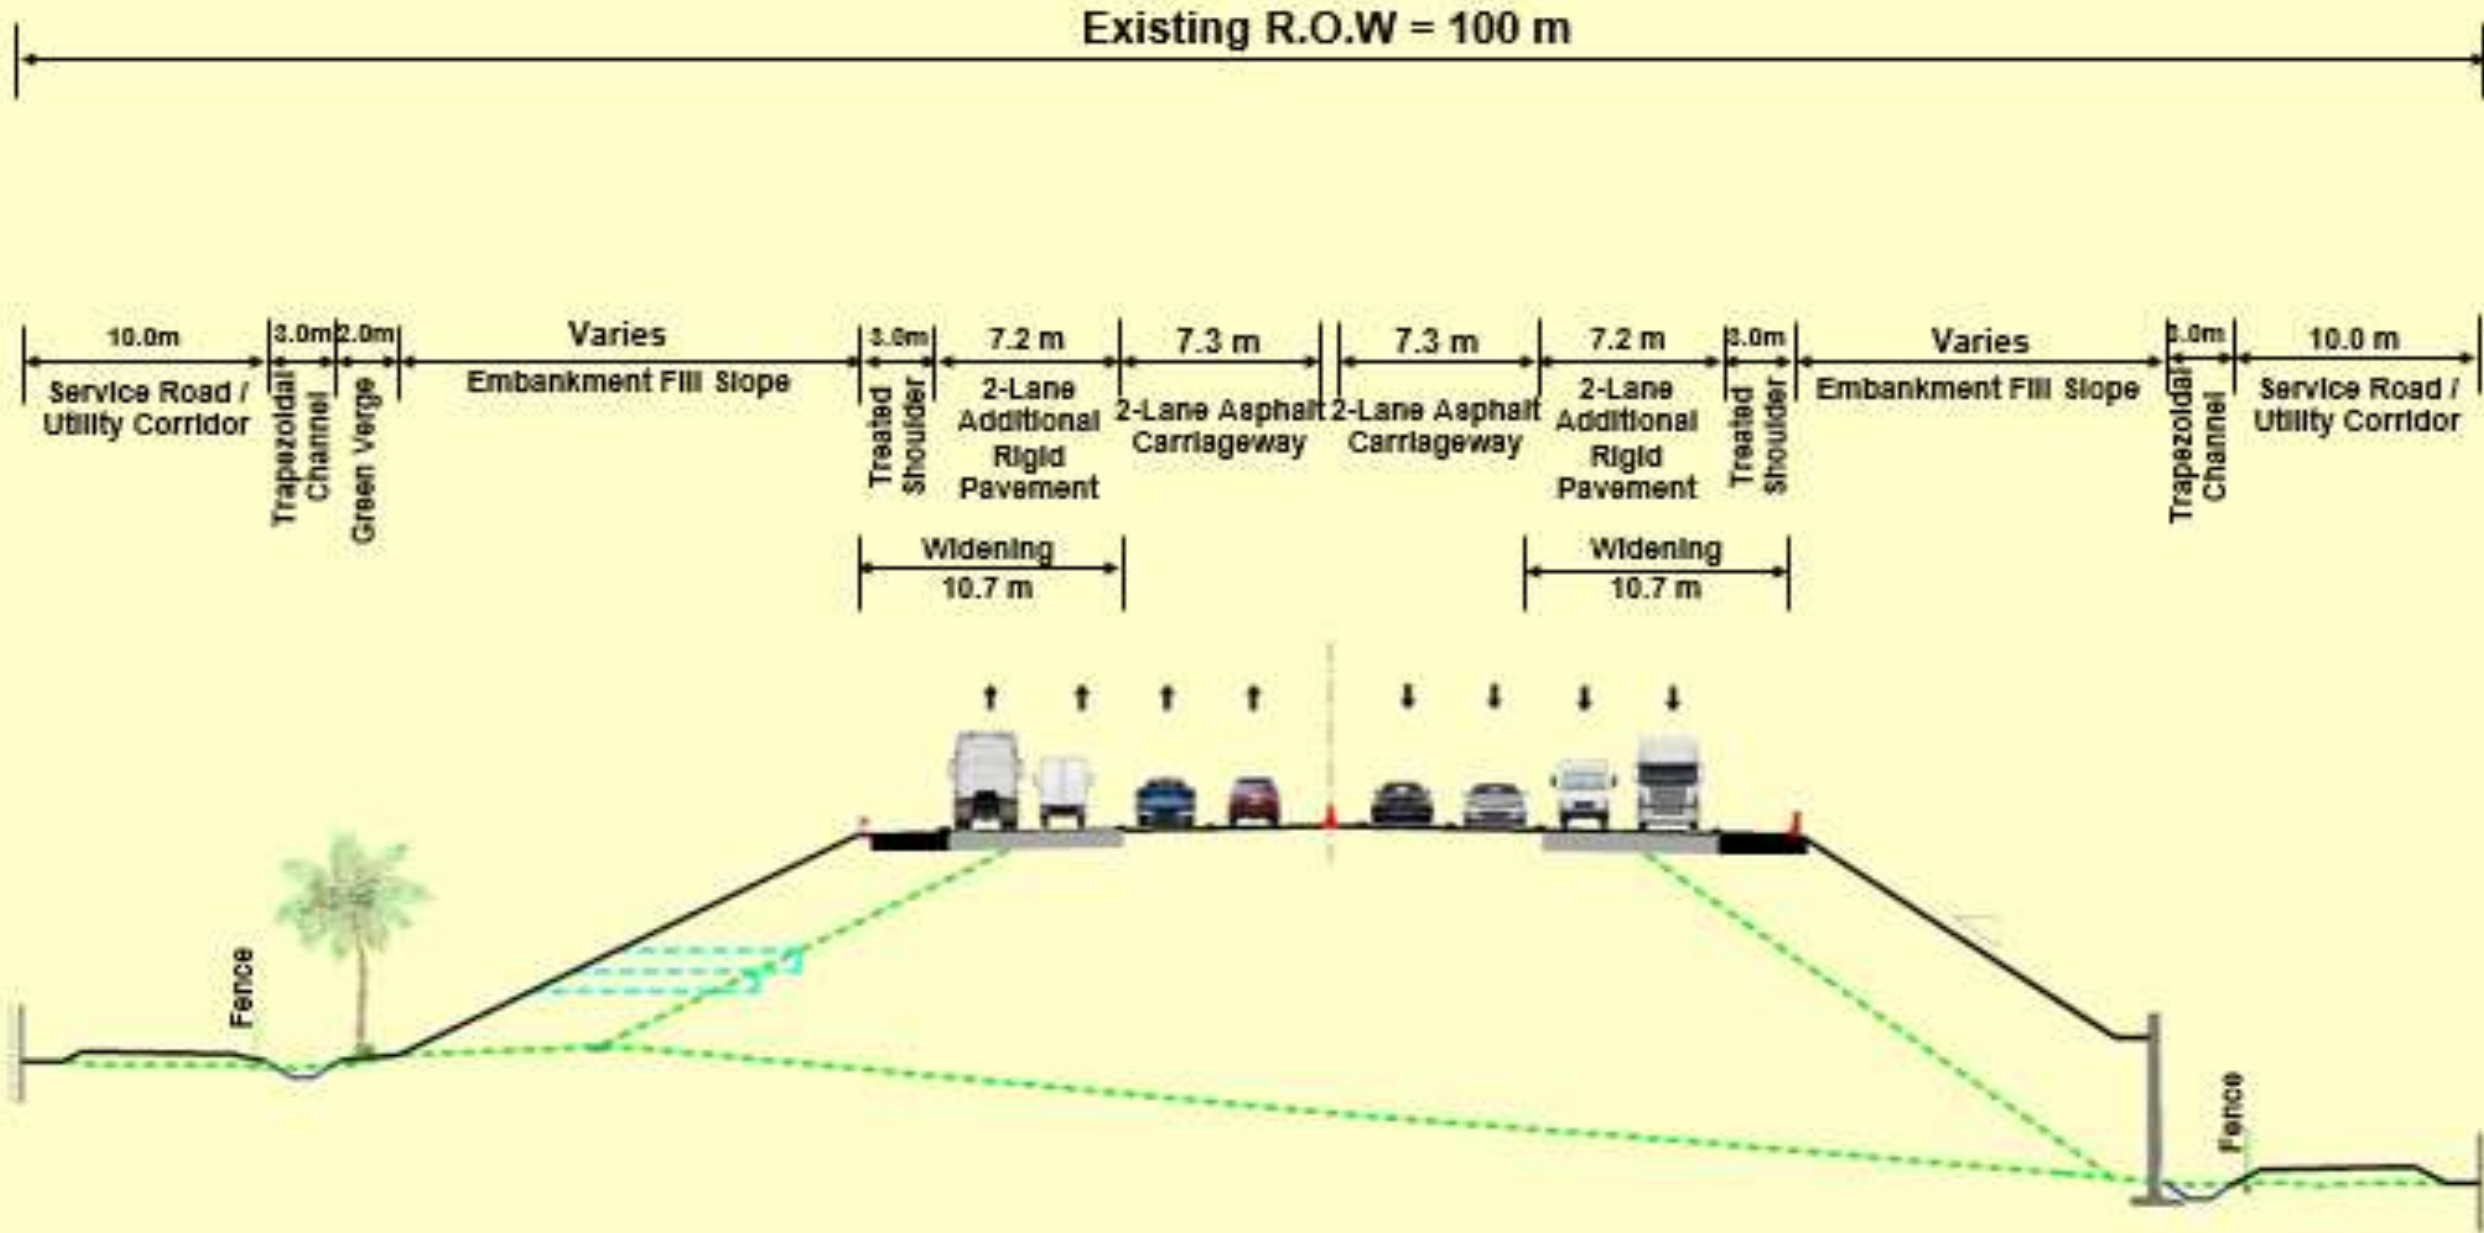 Existing R.O.W = 100 m
10.0m
Service Road /
Utility Corridor
3.0m
Trapezoidal
Channel
2.0m
Green Verge
Varies
Embankment Fill Slope
3.0m
Treated
Shoulder
7.2 m
2-Lane
Additional
Rigid
Pavement
7.3 m
2-Lane Asphalt
Carriageway
7.3 m
2-Lane Asphalt
Carriageway
7.2 m
2-Lane
Additional
Rigid
Pavement
3.0m
Treated
Shoulder
Varies
Embankment Fill Slope
3.0m
Trapezoidal
Channel
10.0 m
Service Road /
Utility Corridor
Widening
10.7 m
Widening
10.7 m
Fence
Fence